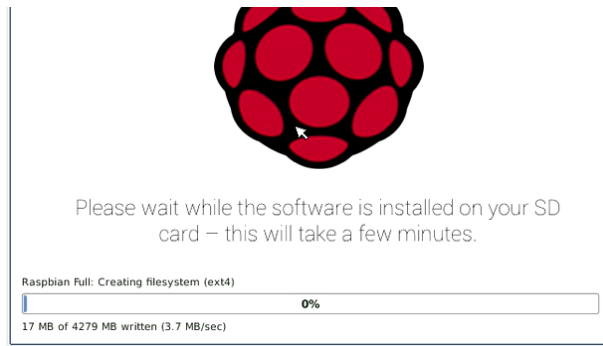 Please wait while the software is installed on your SD
card – this will take a few minutes.
Raspbian Full: Creating filesystem (ext4)
0%
17 MB of 4279 MB written (3.7 MB/sec)